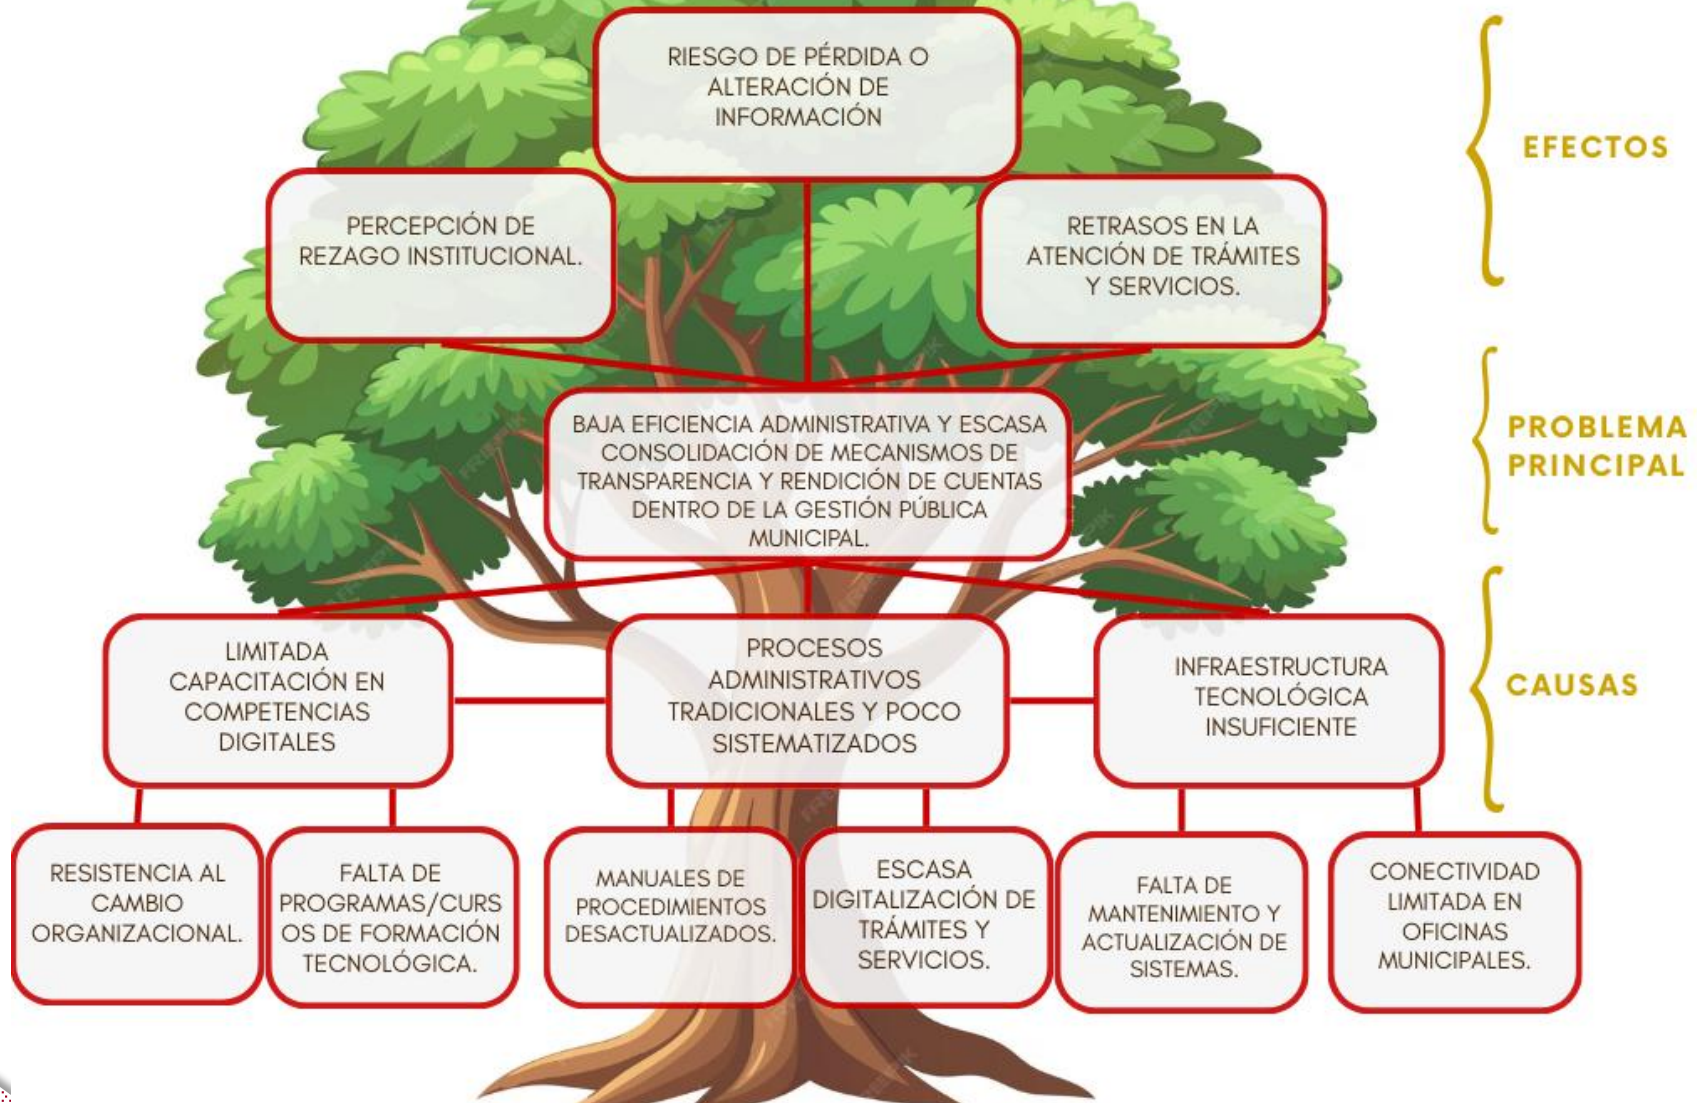 RIESGO DE PÉRDIDA O
ALTERACIÓN DE
INFORMACIÓN
EFECTOS
PERCEPCIÓN DE
REZAGO INSTITUCIONAL.
RETRASOS EN LA
ATENCIÓN DE TRÁMITES
Y SERVICIOS.
BAJA EFICIENCIA ADMINISTRATIVA Y ESCASA
CONSOLIDACIÓN DE MECANISMOS DE
TRANSPARENCIA Y RENDICIÓN DE CUENTAS
DENTRO DE LA GESTIÓN PÚBLICA
MUNICIPAL.
PROBLEMA
PRINCIPAL
LIMITADA
CAPACITACIÓN EN
COMPETENCIAS
DIGITALES
PROCESOS
ADMINISTRATIVOS
TRADICIONALES Y POCO
SISTEMATIZADOS
INFRAESTRUCTURA
TECNOLÓGICA
INSUFICIENTE
CAUSAS
RESISTENCIA AL
CAMBIO
ORGANIZACIONAL.
FALTA DE
PROGRAMAS/CURS
OS DE FORMACIÓN
TECNOLÓGICA.
MANUALES DE
PROCEDIMIENTOS
DESACTUALIZADOS.
ESCASA
DIGITALIZACIÓN DE
TRÁMITES Y
SERVICIOS.
FALTA DE
MANTENIMIENTO Y
ACTUALIZACIÓN DE
SISTEMAS.
CONECTIVIDAD
LIMITADA EN
OFICINAS
MUNICIPALES.